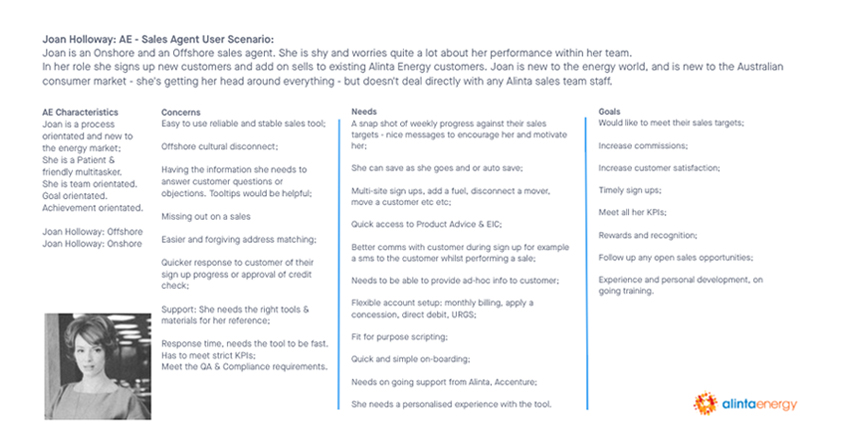 Joan Holloway: AE - Sales Agent User Scenario:
Joan is an Onshore and an Offshore sales agent. She is shy and worries quite a lot about her performance within her team.
In her role she signs up new customers and add on sells to existing Alinta Energy customers. Joan is new to the energy world, and is new to the Australian
consumer market - she's getting her head around everything - but doesn't deal directly with any Alinta sales team staff.
AE Characteristics
Joan is a process
orientated and new to
the energy market;
She is a Patient &
friendly multitasker.
She is team orientated.
Goal orientated.
Achievement orientated.
Joan Holloway: Offshore
Joan Holloway: Onshore
Concerns
Easy to use reliable and stable sales tool;
Offshore cultural disconnect;
Having the information she needs to
answer customer questions or
objections. Tooltips would be helpful;
Missing out on a sales
Easier and forgiving address matching;
Quicker response to customer of their
sign up progress or approval of credit
check;
Support: She needs the right tools &
materials for her reference;
Response time, needs the tool to be fast.
Has to meet strict KPIs;
Meet the QA & Compliance requirements.
Needs
A snap shot of weekly progress against their sales
targets - nice messages to encourage her and motivate
her;
She can save as she goes and or auto save;
Multi-site sign ups, add a fuel, disconnect a mover,
move a customer etc etc;
Quick access to Product Advice & EIC;
Better comms with customer during sign up for example
a sms to the customer whilst performing a sale;
Needs to be able to provide ad-hoc info to customer;
Flexible account setup: monthly billing, apply a
concession, direct debit, URGS;
Fit for purpose scripting;
Quick and simple on-boarding;
Needs on going support from Alinta, Accenture;
She needs a personalised experience with the tool.
Goals
Would like to meet their sales targets;
Increase commissions;
Increase customer satisfaction;
Timely sign ups;
Meet all her KPIs;
Rewards and recognition;
Follow up any open sales opportunities;
Experience and personal development, on
going training.
alintaenergy